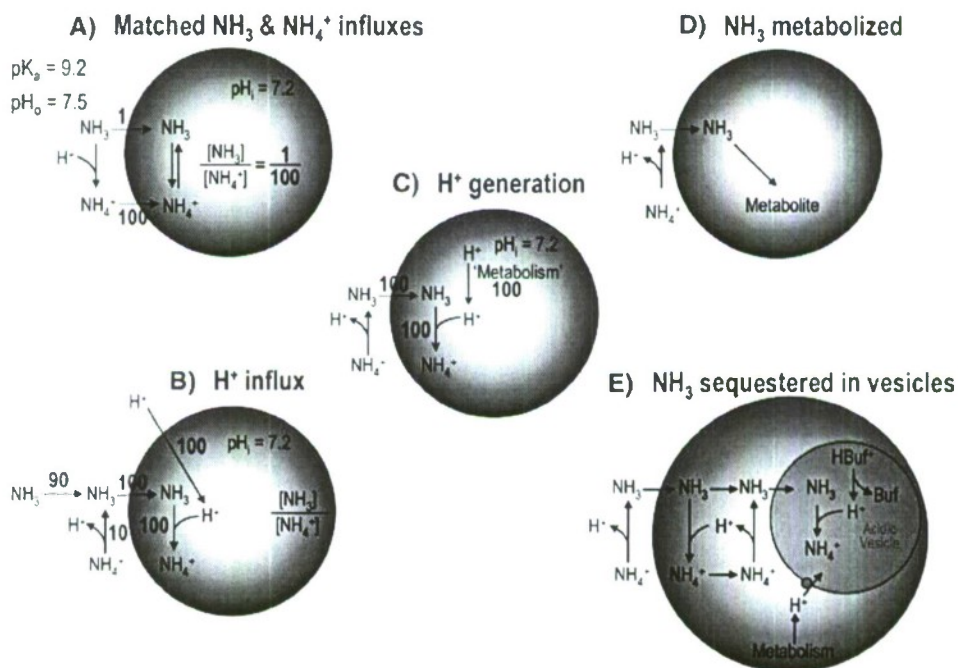 A) Matched NH₃ & NH₄⁺ influxes
pKₐ = 9.2
pHₒ = 7.5
pHᵢ = 7.2
NH₃ 1 NH₃
H⁺
[NH₃] / [NH₄⁺] = 1 / 100
NH₄⁺ 100 NH₄⁺
B) H⁺ influx
H⁺
100
pHᵢ = 7.2
NH₃ 90 NH₃ 100 NH₃
H⁺ 10 100 H⁺
[NH₃] / [NH₄⁺]
NH₄⁺ NH₄⁺
C) H⁺ generation
pHᵢ = 7.2
H⁺
'Metabolism'
100
NH₃ 100 NH₃
H⁺ 100 H⁺
NH₄⁺ NH₄⁺
D) NH₃ metabolized
NH₃ NH₃
H⁺
NH₄⁺
Metabolite
E) NH₃ sequestered in vesicles
HBuf⁺
NH₃ NH₃ NH₃ NH₃
Buf
H⁺ H⁺ H⁺
Acidic
Vesicle
NH₄⁺
NH₄⁺ NH₄⁺ NH₄⁺
H⁺
Metabolism